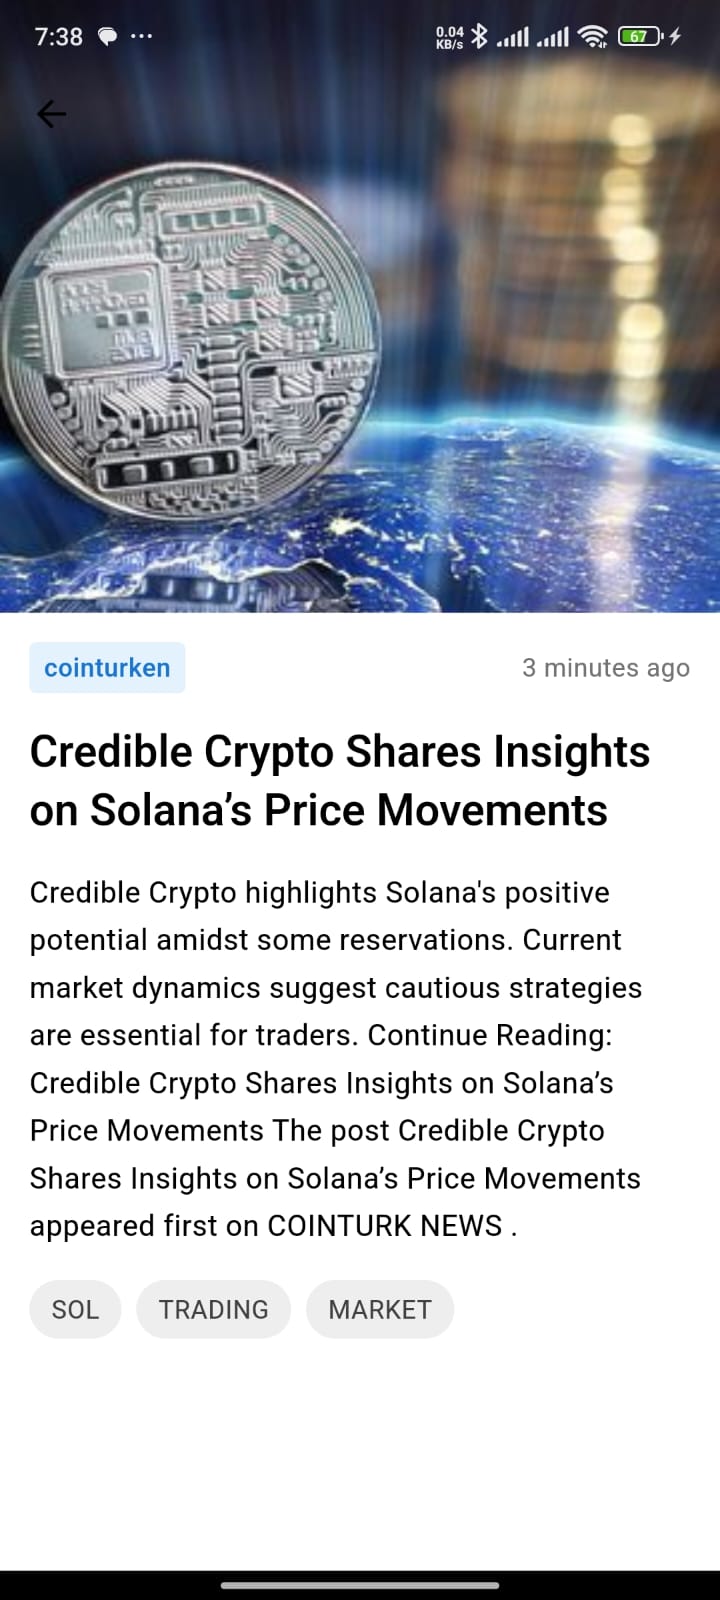 7:38
0.04
KB/s
67
cointurken
3 minutes ago
Credible Crypto Shares Insights
on Solana’s Price Movements
Credible Crypto highlights Solana's positive
potential amidst some reservations. Current
market dynamics suggest cautious strategies
are essential for traders. Continue Reading:
Credible Crypto Shares Insights on Solana’s
Price Movements The post Credible Crypto
Shares Insights on Solana’s Price Movements
appeared first on COINTURK NEWS .
SOL
TRADING
MARKET